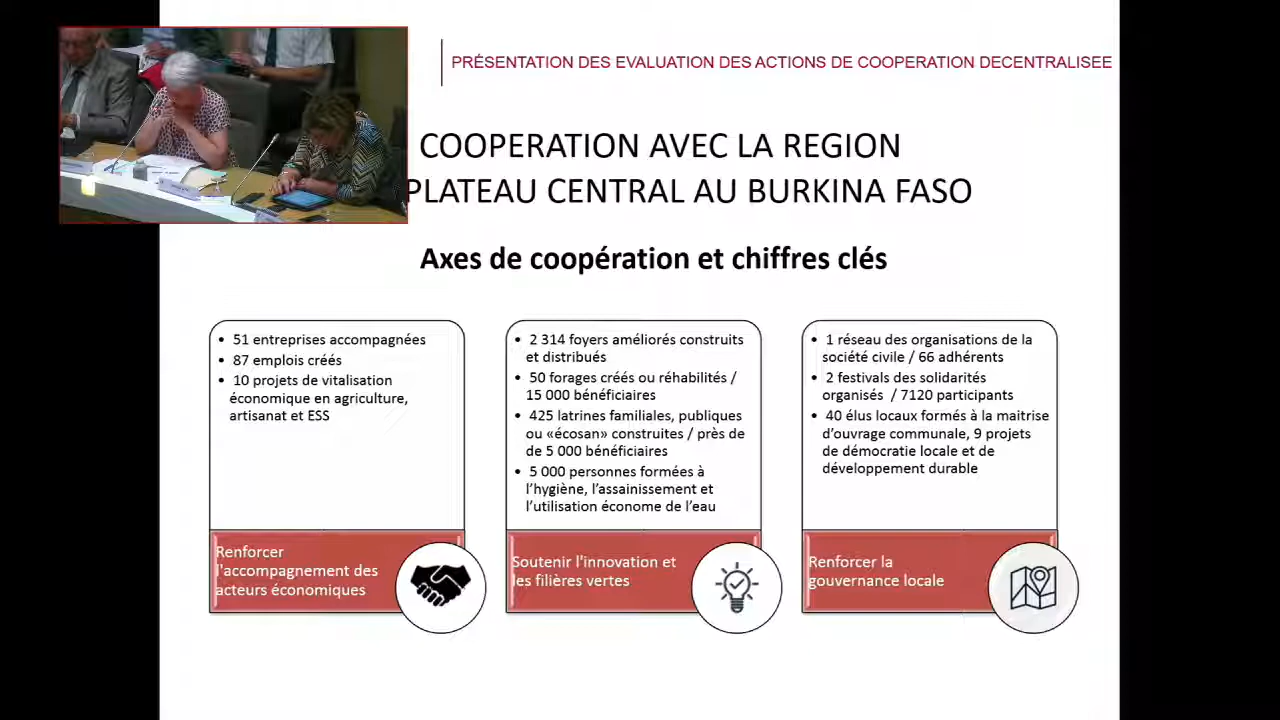 PRÉSENTATION DES EVALUATION DES ACTIONS DE COOPERATION DECENTRALISEE
COOPERATION AVEC LA REGION
PLATEAU CENTRAL AU BURKINA FASO
Axes de coopération et chiffres clés
• 51 entreprises accompagnées
• 87 emplois créés
• 10 projets de vitalisation
économique en agriculture,
artisanat et ESS
Renforcer
l'accompagnement des
acteurs économiques
• 2 314 foyers améliorés construits
et distribués
• 50 forages créés ou réhabilités /
15 000 bénéficiaires
• 425 latrines familiales, publiques
ou «écosan» construites / près de
de 5 000 bénéficiaires
• 5 000 personnes formées à
l’hygiène, l’assainissement et
l’utilisation économe de l’eau
Soutenir l'innovation et
les filières vertes
• 1 réseau des organisations de la
société civile / 66 adhérents
• 2 festivals des solidarités
organisés / 7120 participants
• 40 élus locaux formés à la maitrise
d’ouvrage communale, 9 projets
de démocratie locale et de
développement durable
Renforcer la
gouvernance locale